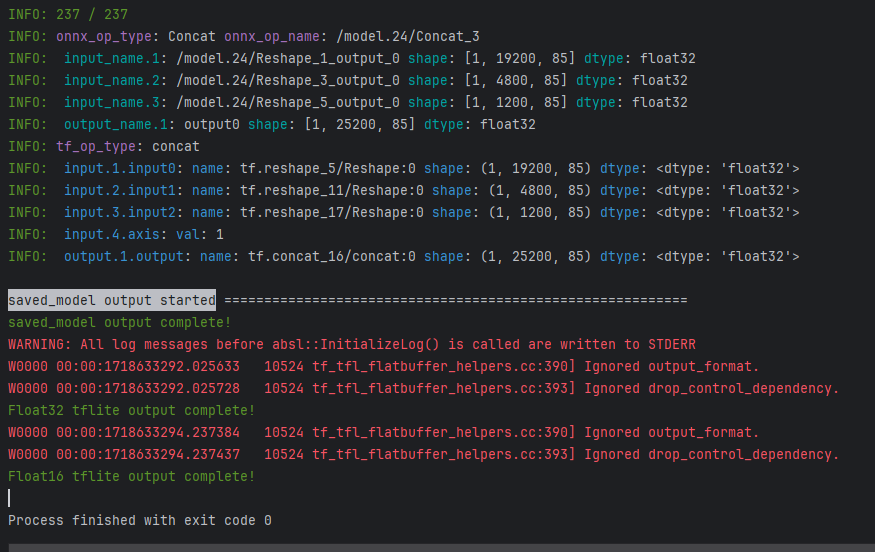 INFO: 237 / 237
INFO: onnx_op_type: Concat onnx_op_name: /model.24/Concat_3
INFO:  input_name.1: /model.24/Reshape_1_output_0 shape: [1, 19200, 85] dtype: float32
INFO:  input_name.2: /model.24/Reshape_3_output_0 shape: [1, 4800, 85] dtype: float32
INFO:  input_name.3: /model.24/Reshape_5_output_0 shape: [1, 1200, 85] dtype: float32
INFO:  output_name.1: output0 shape: [1, 25200, 85] dtype: float32
INFO: tf_op_type: concat
INFO:  input.1.input0: name: tf.reshape_5/Reshape:0 shape: (1, 19200, 85) dtype: <dtype: 'float32'>
INFO:  input.2.input1: name: tf.reshape_11/Reshape:0 shape: (1, 4800, 85) dtype: <dtype: 'float32'>
INFO:  input.3.input2: name: tf.reshape_17/Reshape:0 shape: (1, 1200, 85) dtype: <dtype: 'float32'>
INFO:  input.4.axis: val: 1
INFO:  output.1.output: name: tf.concat_16/concat:0 shape: (1, 25200, 85) dtype: <dtype: 'float32'>
saved_model output started ==========================================================
saved_model output complete!
WARNING: All log messages before absl::InitializeLog() is called are written to STDERR
W0000 00:00:1718633292.025633   10524 tf_tfl_flatbuffer_helpers.cc:390] Ignored output_format.
W0000 00:00:1718633292.025728   10524 tf_tfl_flatbuffer_helpers.cc:393] Ignored drop_control_dependency.
Float32 tflite output complete!
W0000 00:00:1718633294.237384   10524 tf_tfl_flatbuffer_helpers.cc:390] Ignored output_format.
W0000 00:00:1718633294.237437   10524 tf_tfl_flatbuffer_helpers.cc:393] Ignored drop_control_dependency.
Float16 tflite output complete!
Process finished with exit code 0